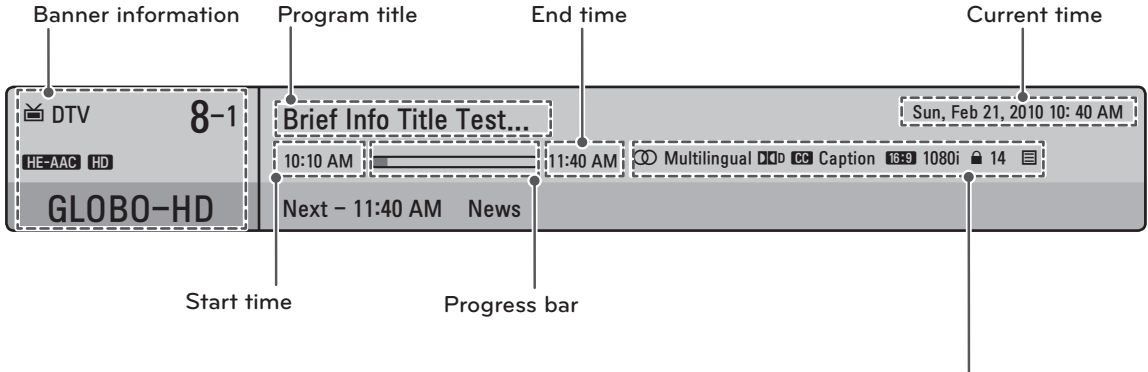 Banner information
Program title
End time
Current time
DTV 8-1
HE-AAC HD
GLOBO-HD
Brief Info Title Test...
Sun, Feb 21, 2010 10: 40 AM
10:10 AM
11:40 AM
Multilingual DD D CC Caption 16:9 1080i 14
Next – 11:40 AM News
Start time
Progress bar